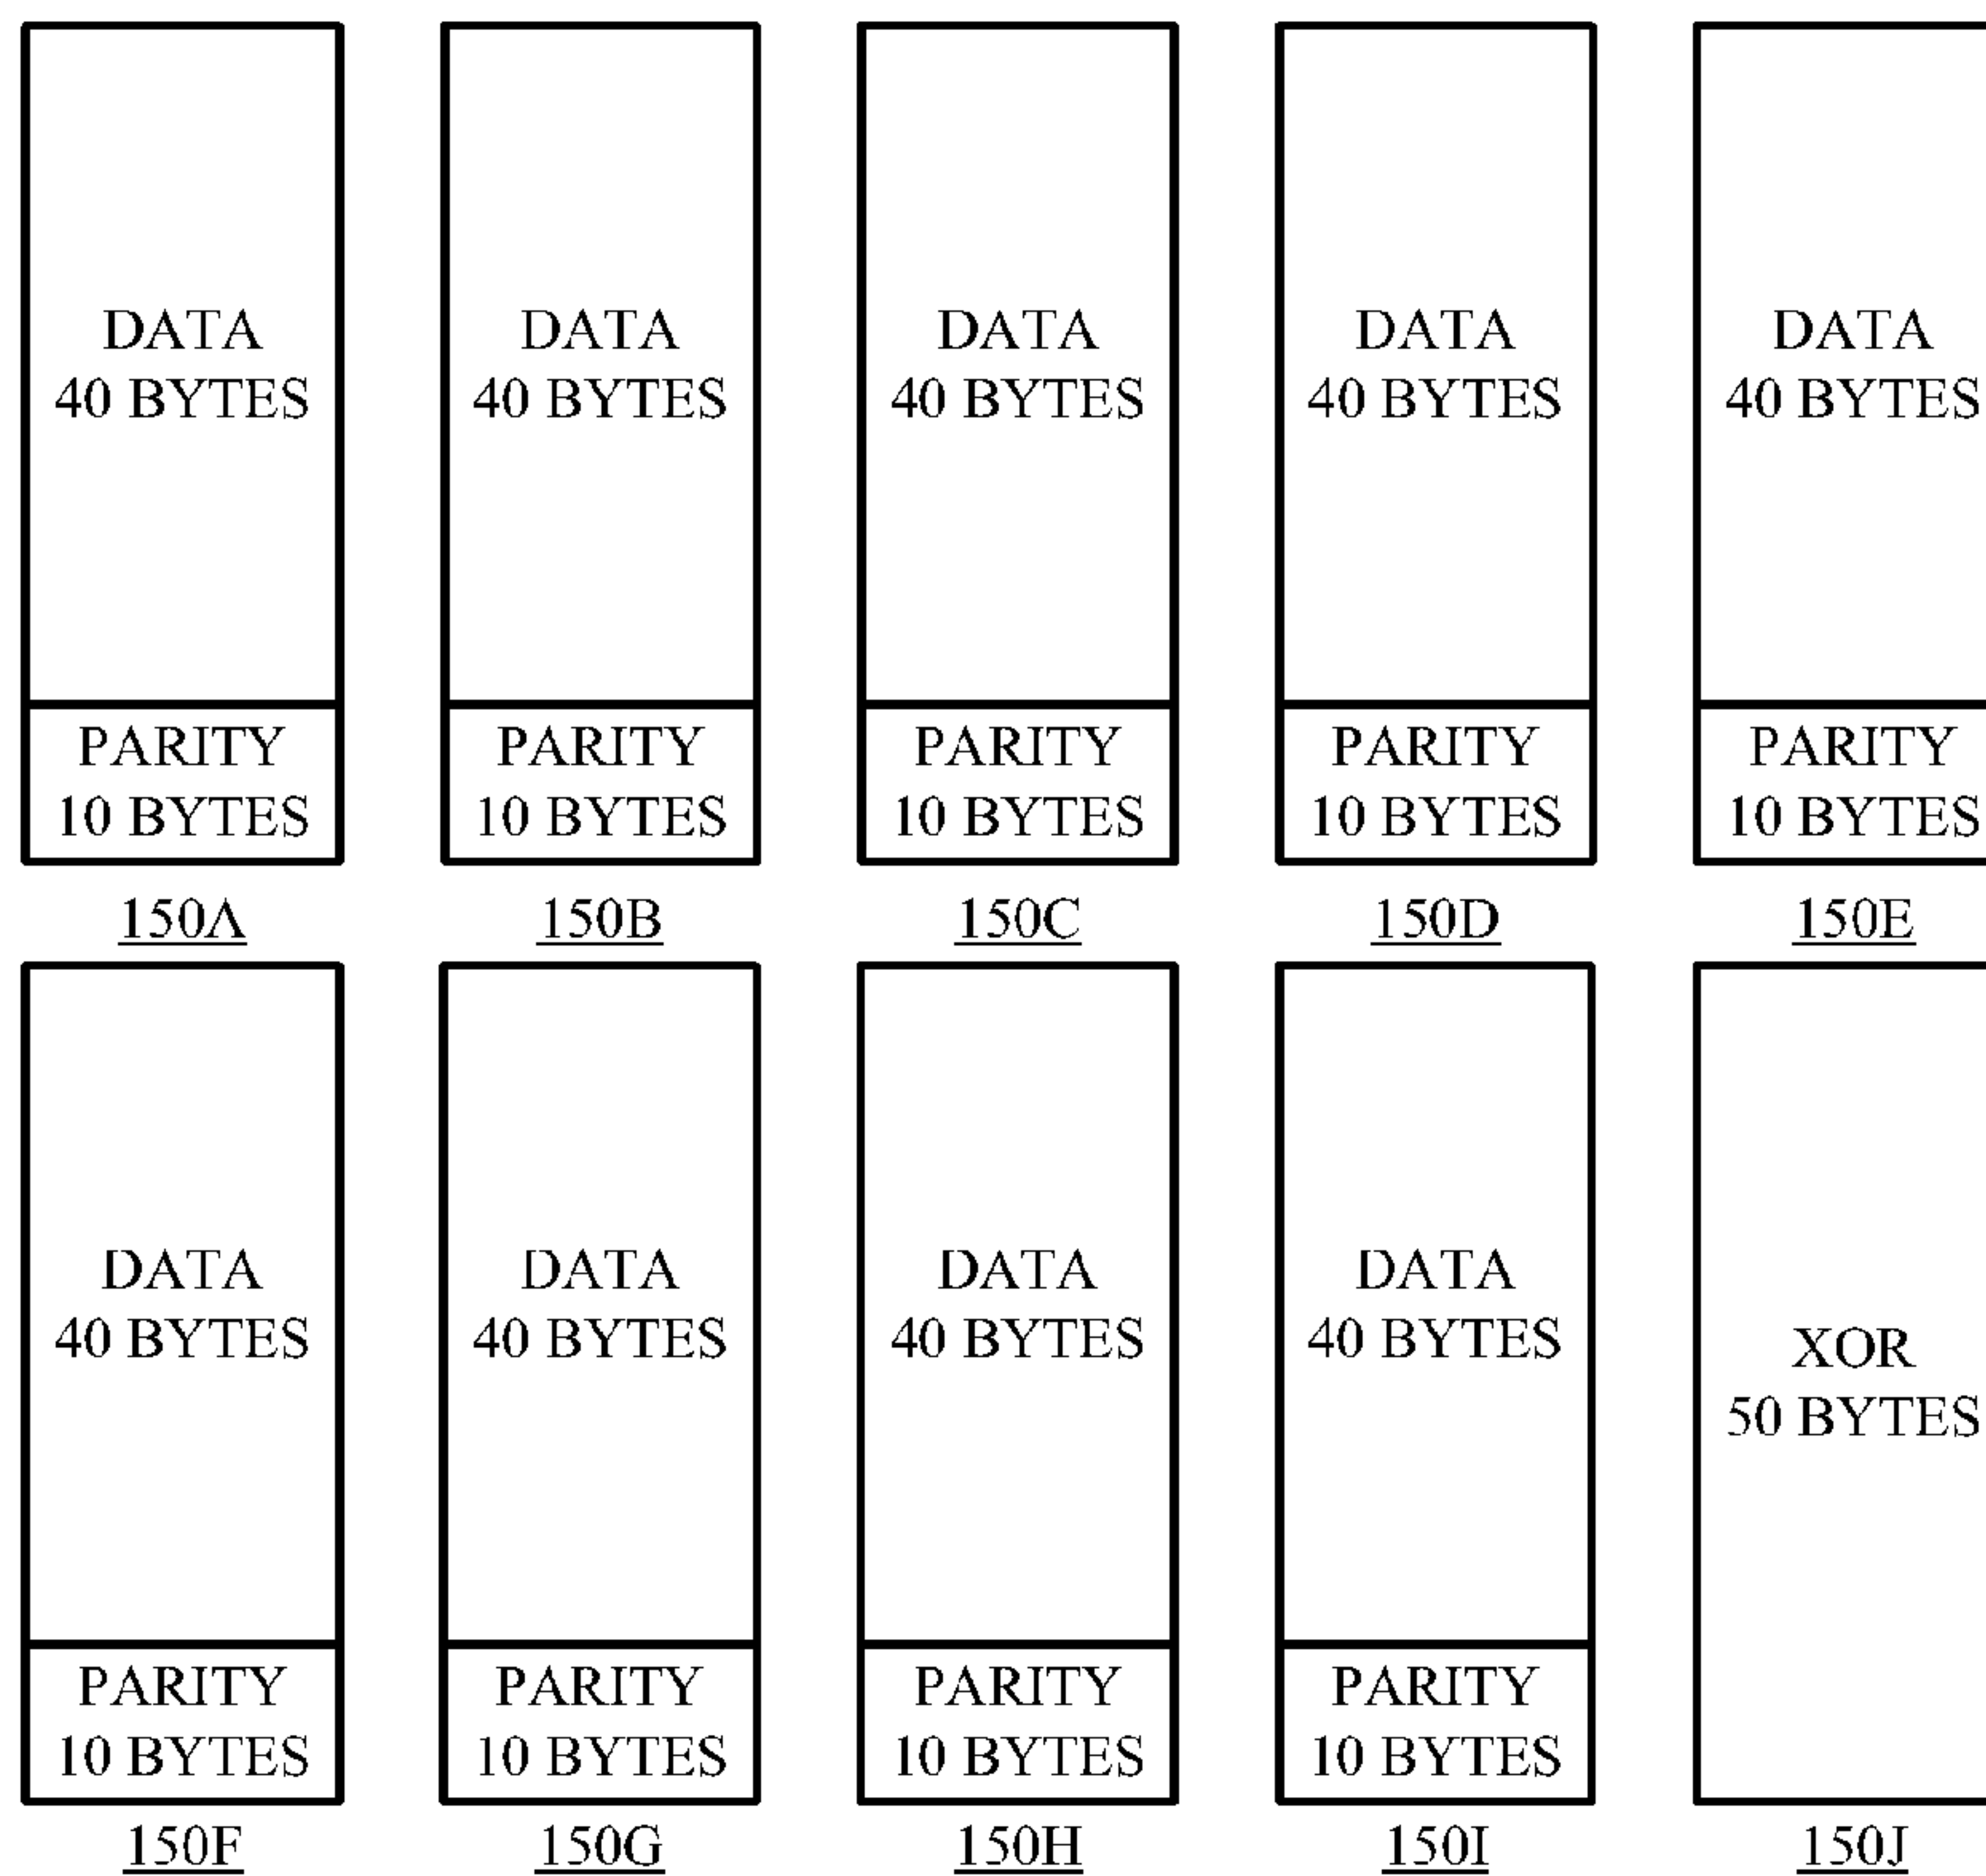 DATA
40 BYTES
PARITY
10 BYTES
150A
DATA
40 BYTES
PARITY
10 BYTES
150B
DATA
40 BYTES
PARITY
10 BYTES
150C
DATA
40 BYTES
PARITY
10 BYTES
150D
DATA
40 BYTES
PARITY
10 BYTES
150E
DATA
40 BYTES
PARITY
10 BYTES
150F
DATA
40 BYTES
PARITY
10 BYTES
150G
DATA
40 BYTES
PARITY
10 BYTES
150H
DATA
40 BYTES
PARITY
10 BYTES
150I
XOR
50 BYTES
150J